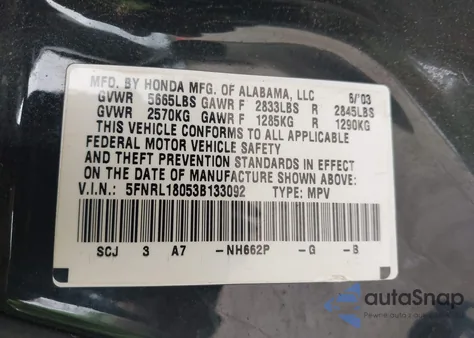 MFD. BY HONDA MFG. OF ALABAMA, LLC 6/'03
GVWR 5665LBS GAWR F 2833LBS R 2845LBS
GVWR 2570KG GAWR F 1285KG R 1290KG
THIS VEHICLE CONFORMS TO ALL APPLICABLE
FEDERAL MOTOR VEHICLE SAFETY
AND THEFT PREVENTION STANDARDS IN EFFECT
ON THE DATE OF MANUFACTURE SHOWN ABOVE:
V.I.N.: 5FNRL18053B133092 TYPE: MPV
SCJ 3 A7 -NH662P -G -B
autoSnap